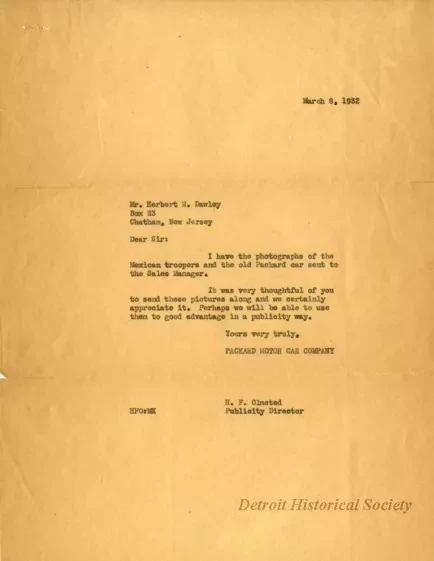 March 8, 1932
Mr. Herbert M. Dawley
Box 23
Chatham, New Jersey
Dear Sir:
I have the photographs of the
Mexican troopers and the old Packard car sent to
the Sales Manager.
It was very thoughtful of you
to send these pictures along and we certainly
appreciate it. Perhaps we will be able to use
them to good advantage in a publicity way.
Yours very truly,
PACKARD MOTOR CAR COMPANY
H. F. Olmsted
HFO:MK Publicity Director
Detroit Historical Society